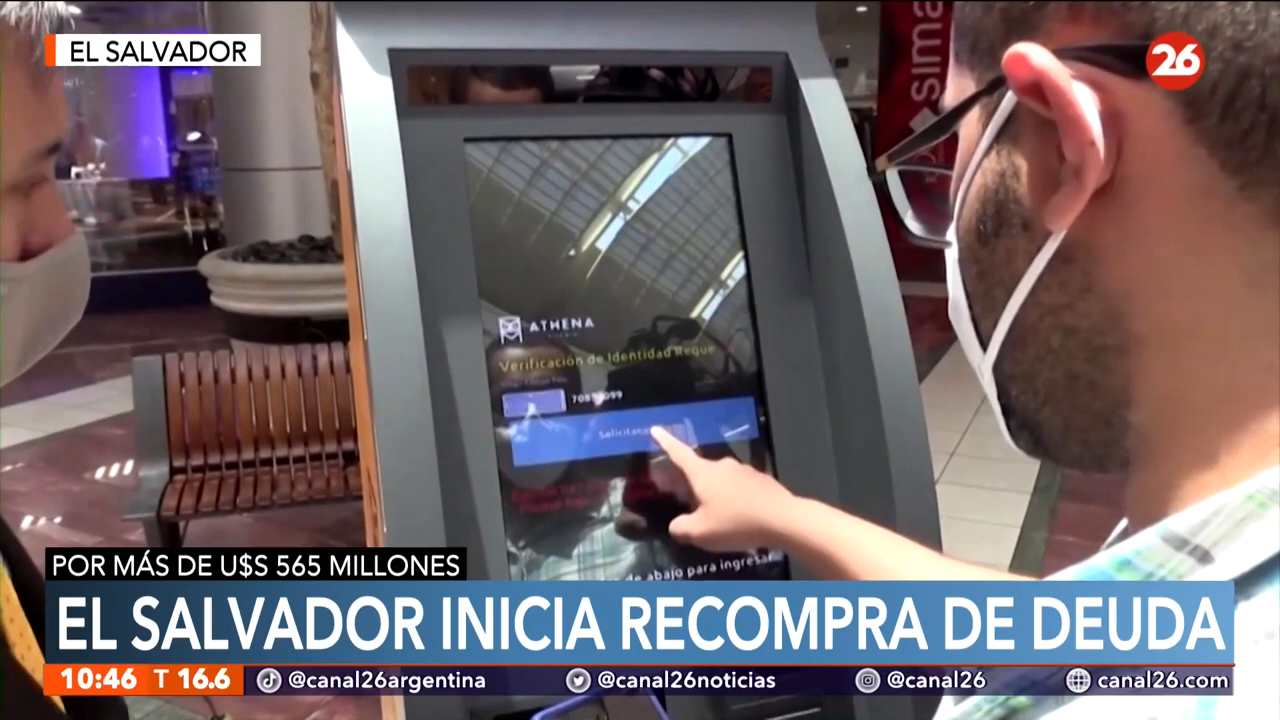 EL SALVADOR
26
sima
ATHENA
Verificación de Identidad Reque
de abajo para ingresar
POR MÁS DE U$S 565 MILLONES
EL SALVADOR INICIA RECOMPRA DE DEUDA
10:46 T 16.6 @canal26argentina @canal26noticias @canal26 canal26.com